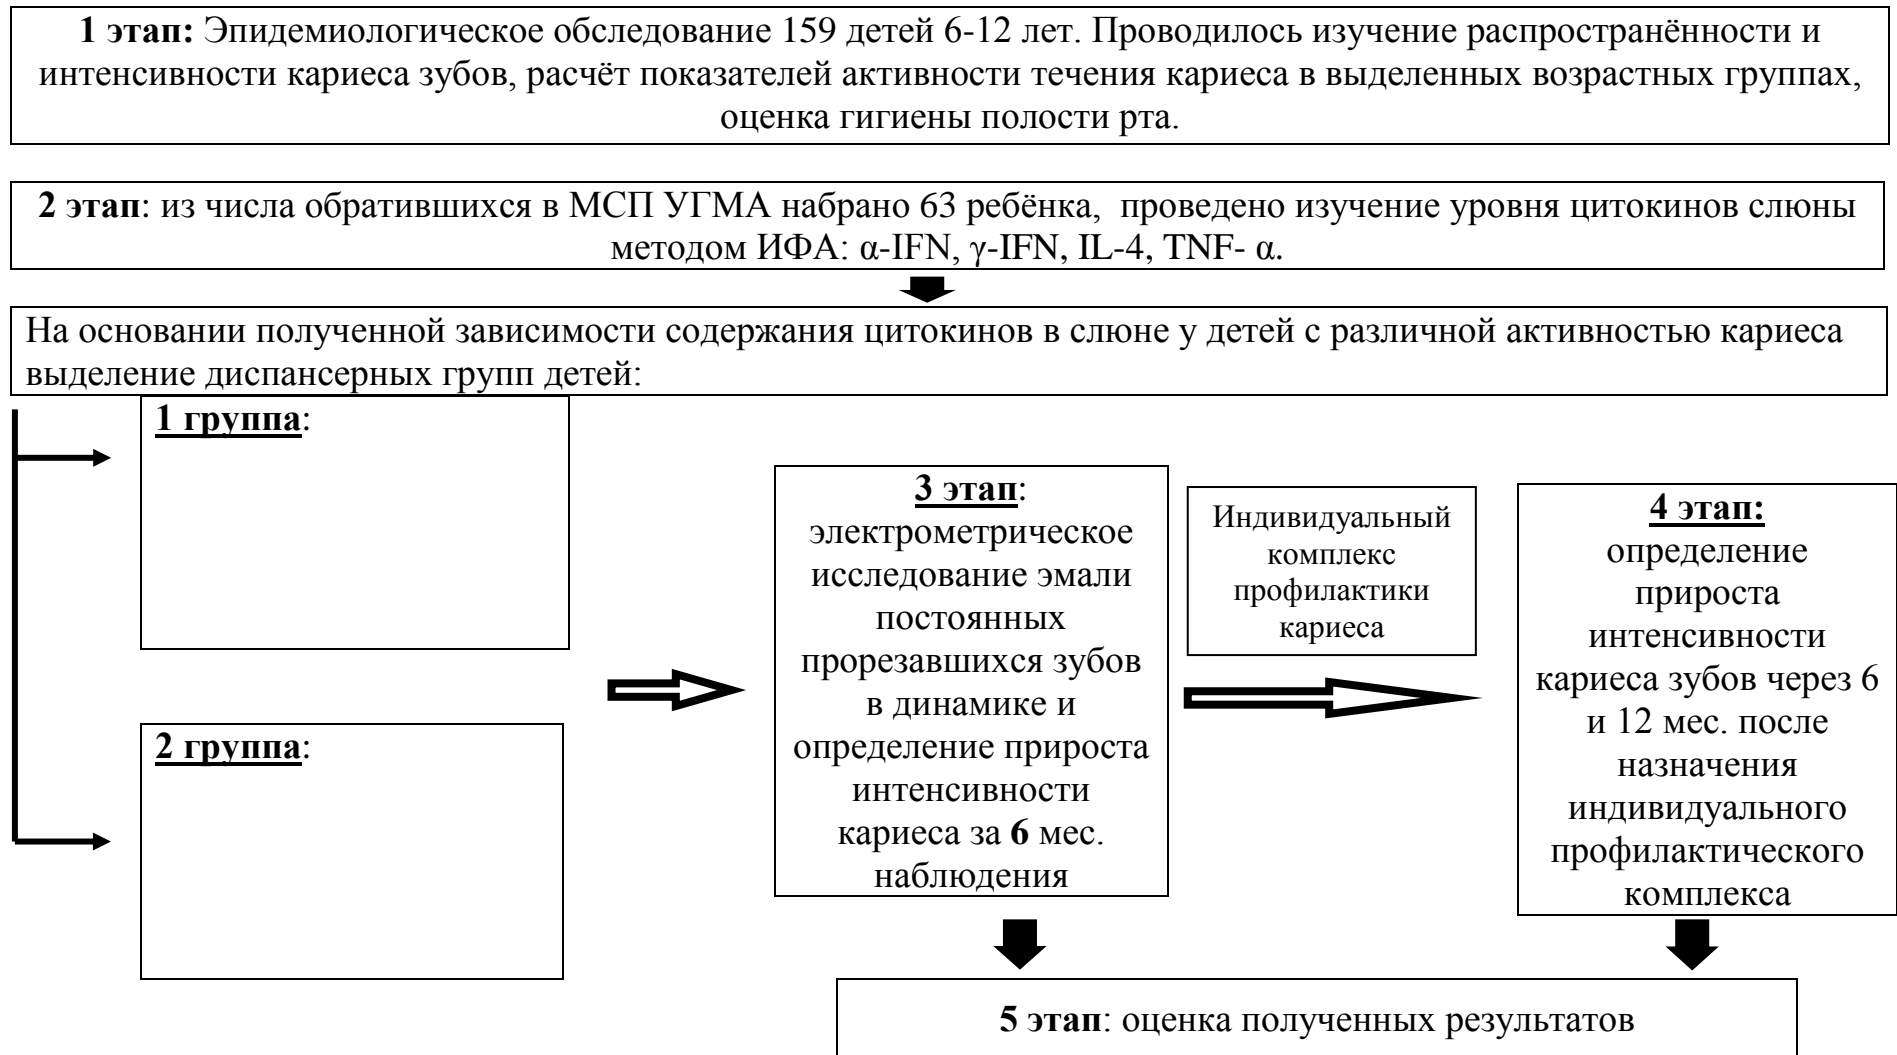 1 этап: Эпидемиологическое обследование 159 детей 6-12 лет. Проводилось изучение распространённости и
интенсивности кариеса зубов, расчёт показателей активности течения кариеса в выделенных возрастных группах,
оценка гигиены полости рта.
2 этап: из числа обратившихся в МСП УГМА набрано 63 ребёнка, проведено изучение уровня цитокинов слюны
методом ИФА: α-IFN, γ-IFN, IL-4, TNF- α.
На основании полученной зависимости содержания цитокинов в слюне у детей с различной активностью кариеса
выделение диспансерных групп детей:
1 группа:
2 группа:
3 этап:
электрометрическое
исследование эмали
постоянных
прорезавшихся зубов
в динамике и
определение прироста
интенсивности
кариеса за 6 мес.
наблюдения
Индивидуальный
комплекс
профилактики
кариеса
4 этап:
определение
прироста
интенсивности
кариеса зубов через 6
и 12 мес. после
назначения
индивидуального
профилактического
комплекса
5 этап: оценка полученных результатов